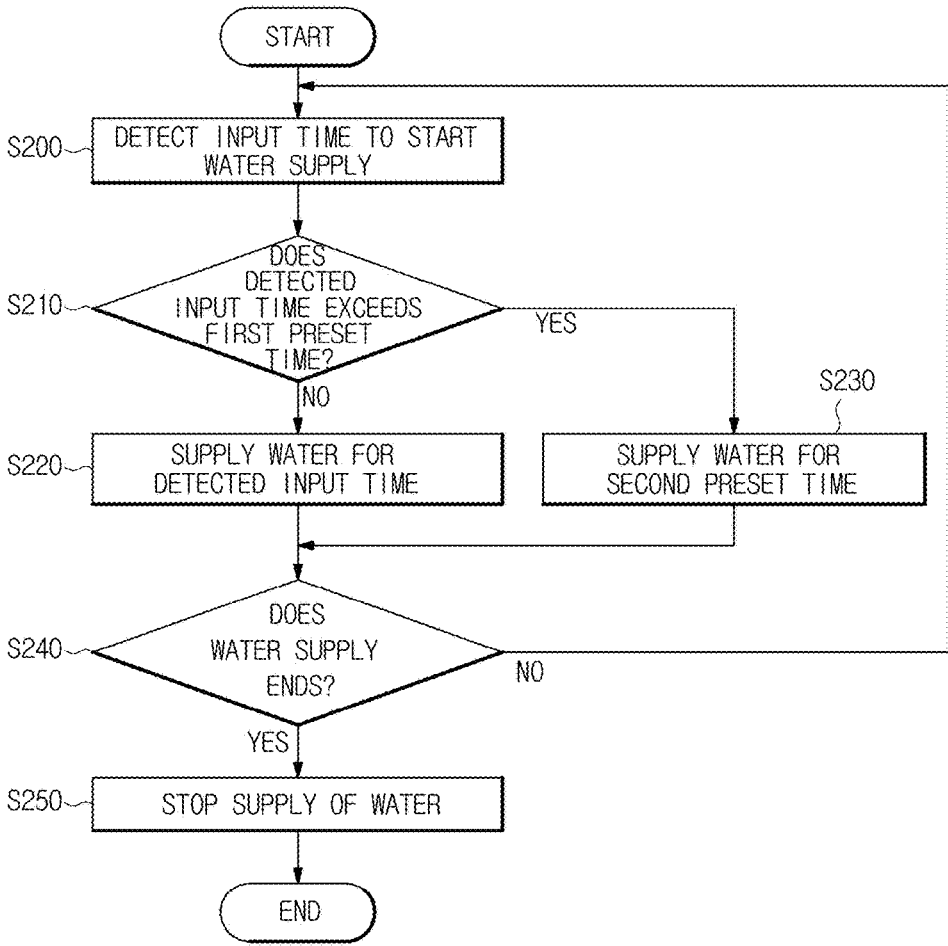 START
S200
DETECT INPUT TIME TO START
WATER SUPPLY
S210
DOES
DETECTED
INPUT TIME EXCEEDS
FIRST PRESET
TIME?
YES
NO
S230
S220
SUPPLY WATER FOR
DETECTED INPUT TIME
SUPPLY WATER FOR
SECOND PRESET TIME
S240
DOES
WATER SUPPLY
ENDS?
NO
YES
S250
STOP SUPPLY OF WATER
END